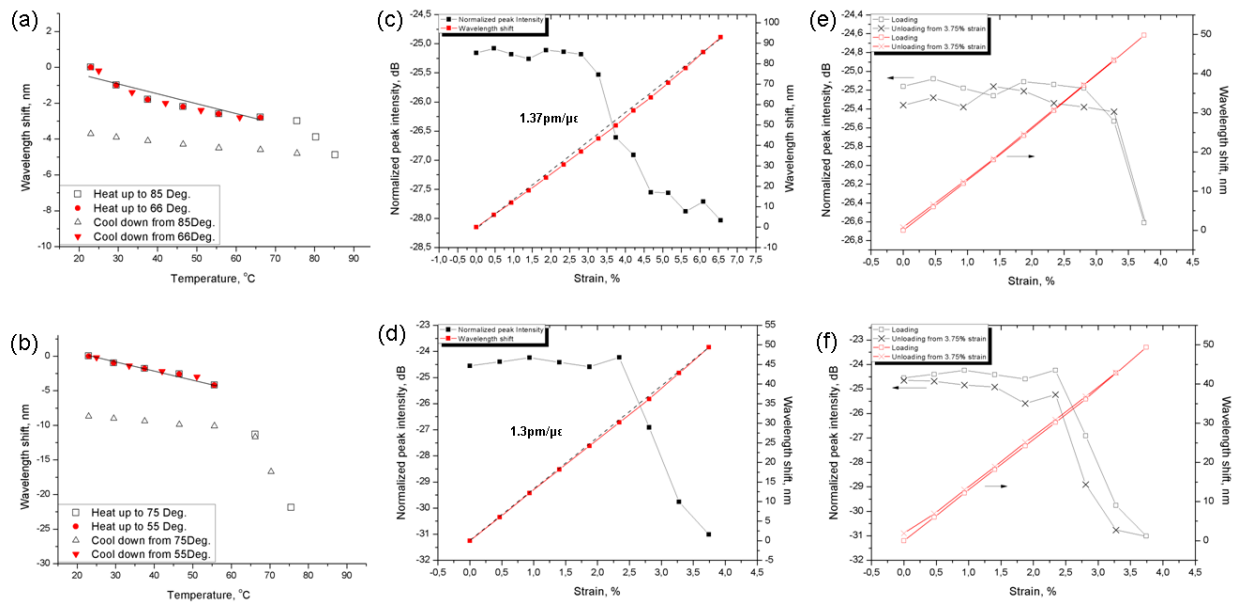 (a)
2
0
-2
-4
-6
-8
-10
Wavelength shift, nm
Heat up to 85 Deg.
Heat up to 66 Deg.
Cool down from 85Deg.
Cool down from 66Deg.
20 30 40 50 60 70 80 90
Temperature, °C
(c)
Normalized peak Intensity
Wavelength shift
-25,0
-25,5
-26,0
-26,5
-27,0
-27,5
-28,0
-28,5
Normalized peak intensity, dB
1.37pm/µε
100
90
80
70
60
50
40
30
20
10
0
-10
Wavelength shift, nm
-0,5 0,0 0,5 1,0 1,5 2,0 2,5 3,0 3,5 4,0 4,5 5,0 5,5 6,0 6,5 7,0 7,5
Strain, %
(e)
Loading
Unloading from 3.75% strain
Loading
Unloading from 3.75% strain
-24,4
-24,6
-24,8
-25,0
-25,2
-25,4
-25,6
-25,8
-26,0
-26,2
-26,4
-26,6
-26,8
Normalized peak intensity, dB
50
40
30
20
10
0
Wavelength shift, nm
-0,5 0,0 0,5 1,0 1,5 2,0 2,5 3,0 3,5 4,0 4,5
Strain, %
(b)
5
0
-5
-10
-15
-20
-25
-30
Wavelength shift, nm
Heat up to 75 Deg.
Heat up to 55 Deg.
Cool down from 75Deg.
Cool down from 55Deg.
20 30 40 50 60 70 80 90
Temperature, °C
(d)
Normalized peak Intensity
Wavelength shift
-23
-24
-25
-26
-27
-28
-29
-30
-31
-32
Normalized peak intensity, dB
1.3pm/µε
55
50
45
40
35
30
25
20
15
10
5
0
-5
Wavelength shift, nm
-0,5 0,0 0,5 1,0 1,5 2,0 2,5 3,0 3,5 4,0 4,5
Strain, %
(f)
Loading
Unloading from 3.75% strain
Loading
Unloading from 3.75% strain
-23
-24
-25
-26
-27
-28
-29
-30
-31
-32
Normalized peak intensity, dB
50
40
30
20
10
0
Wavelength shift, nm
-0,5 0,0 0,5 1,0 1,5 2,0 2,5 3,0 3,5 4,0 4,5
Strain, %